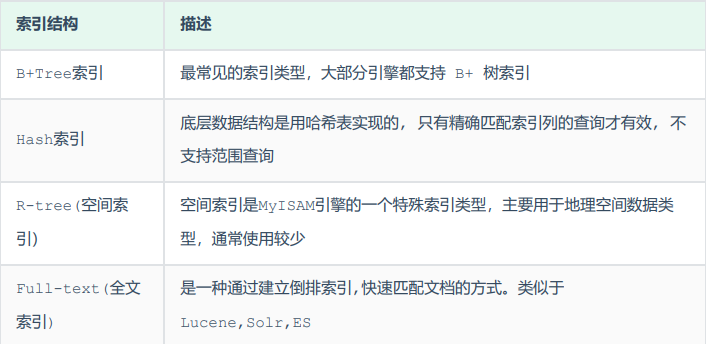 索引结构 描述
B+Tree索引 最常见的索引类型，大部分引擎都支持 B+ 树索引
Hash索引 底层数据结构是用哈希表实现的, 只有精确匹配索引列的查询才有效, 不
支持范围查询
R-tree(空间索
引) 空间索引是MyISAM引擎的一个特殊索引类型，主要用于地理空间数据类
型，通常使用较少
Full-text(全文
索引) 是一种通过建立倒排索引,快速匹配文档的方式。类似于
Lucene,Solr,ES